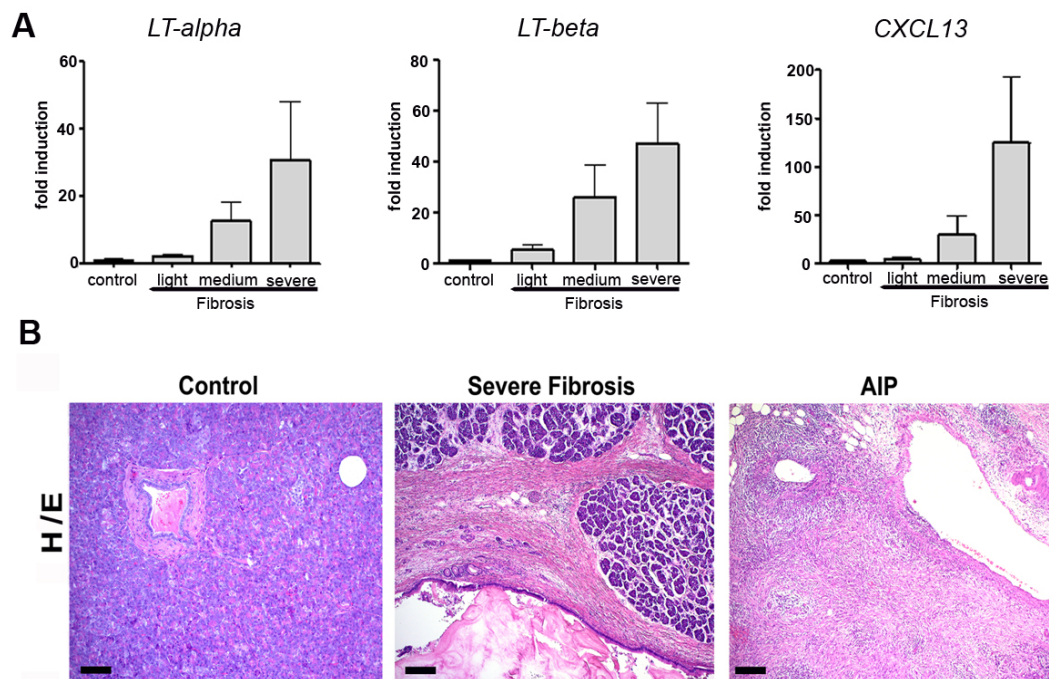 A
LT-alpha
LT-beta
CXCL13
fold induction
60
40
20
0
control
light
medium
severe
Fibrosis
fold induction
80
60
40
20
0
control
light
medium
severe
Fibrosis
fold induction
200
150
100
50
0
control
light
medium
severe
Fibrosis
B
Control
Severe Fibrosis
AIP
H/E